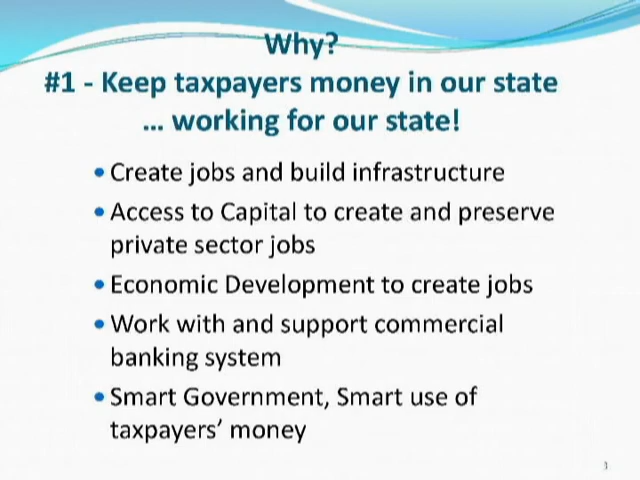 Why?
#1 - Keep taxpayers money in our state
... working for our state!
• Create jobs and build infrastructure
• Access to Capital to create and preserve
private sector jobs
• Economic Development to create jobs
• Work with and support commercial
banking system
• Smart Government, Smart use of
taxpayers’ money
3